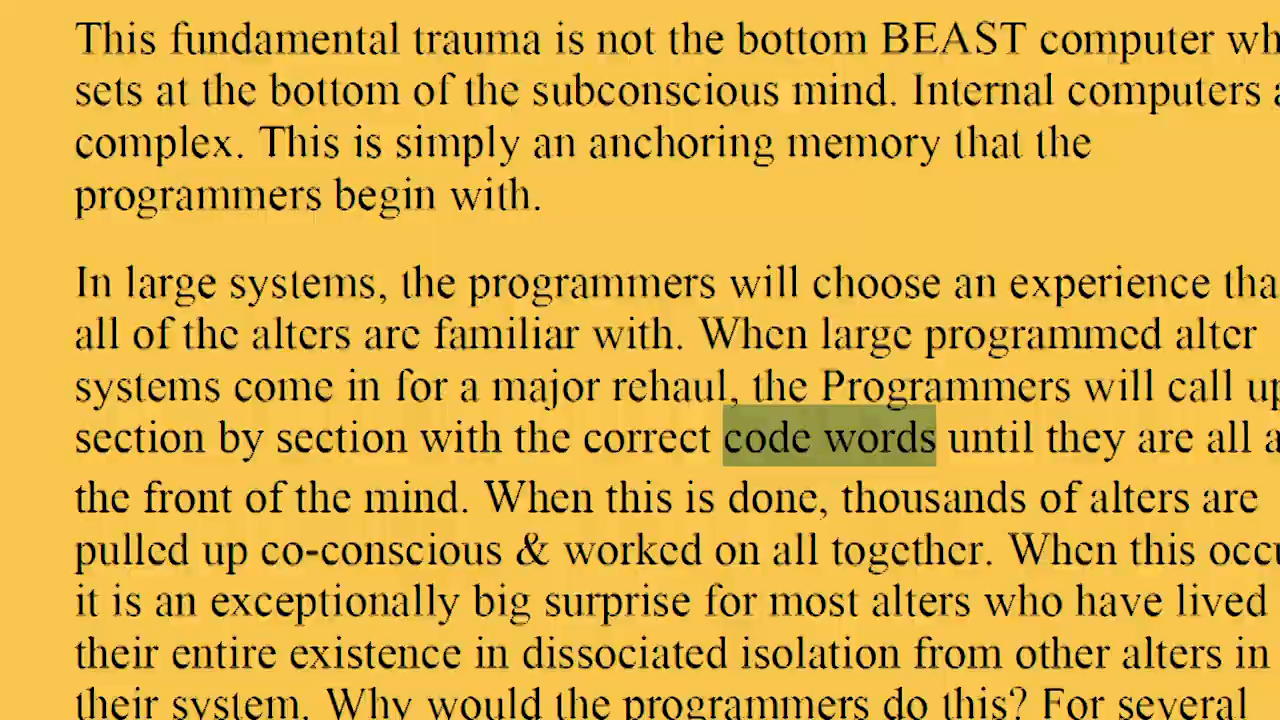 This fundamental trauma is not the bottom BEAST computer wh
sets at the bottom of the subconscious mind. Internal computers a
complex. This is simply an anchoring memory that the
programmers begin with.
In large systems, the programmers will choose an experience tha
all of the alters are familiar with. When large programmed alter
systems come in for a major rehaul, the Programmers will call up
section by section with the correct code words until they are all a
the front of the mind. When this is done, thousands of alters are
pulled up co-conscious & worked on all together. When this occu
it is an exceptionally big surprise for most alters who have lived
their entire existence in dissociated isolation from other alters in
their system. Why would the programmers do this? For several